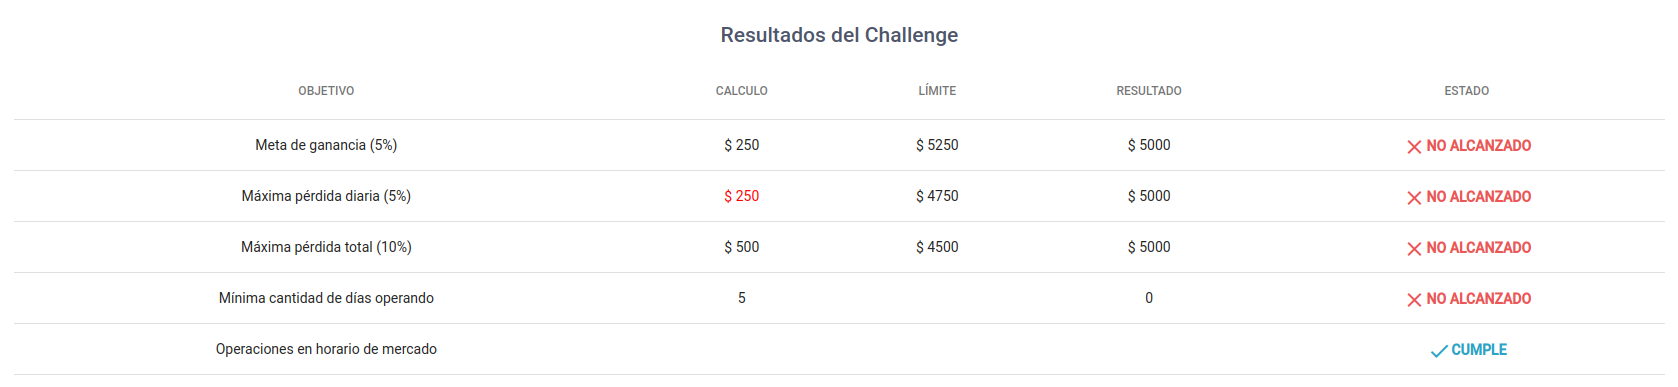 Resultados del Challenge
OBJETIVO CALCULO LÍMITE RESULTADO ESTADO
Meta de ganancia (5%) $ 250 $ 5250 $ 5000 NO ALCANZADO
Máxima pérdida diaria (5%) $ 250 $ 4750 $ 5000 NO ALCANZADO
Máxima pérdida total (10%) $ 500 $ 4500 $ 5000 NO ALCANZADO
Mínima cantidad de días operando 5 0 NO ALCANZADO
Operaciones en horario de mercado CUMPLE